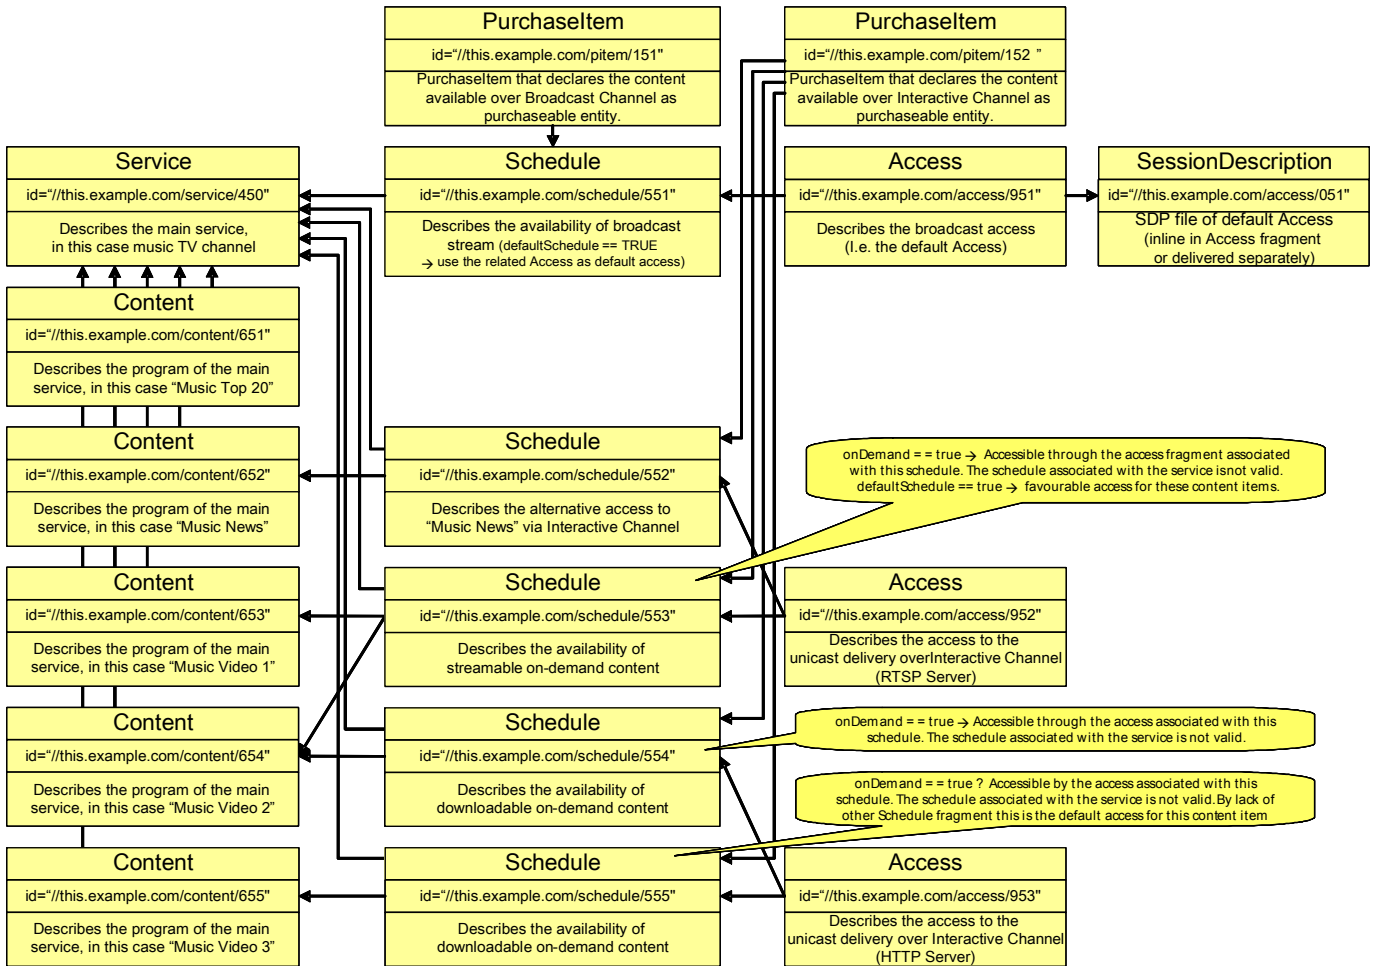 PurchaseItem
id="//this.example.com/pitem/151"
PurchaseItem that declares the content
available over Broadcast Channel as
purchaseable entity.
PurchaseItem
id="//this.example.com/pitem/152 ”
PurchaseItem that declares the content
available over Interactive Channel as
purchaseable entity.
Service
id="//this.example.com/service/450"
Describes the main service,
in this case music TV channel
Schedule
id="//this.example.com/schedule/551"
Describes the availability of broadcast
stream (defaultSchedule == TRUE
→ use the related Access as default access)
Access
id="//this.example.com/access/951"
Describes the broadcast access
(I.e. the default Access)
SessionDescription
id="//this.example.com/access/051"
SDP file of default Access
(inline in Access fragment
or delivered separately)
Content
id="//this.example.com/content/651"
Describes the program of the main
service, in this case “Music Top 20”
Content
id="//this.example.com/content/652"
Describes the program of the main
service, in this case “Music News”
Schedule
id="//this.example.com/schedule/552"
Describes the alternative access to
“Music News” via Interactive Channel
onDemand == true → Accessible through the access fragment associated
with this schedule. The schedule associated with the service isnot valid.
defaultSchedule == true → favourable access for these content items.
Content
id="//this.example.com/content/653"
Describes the program of the main
service, in this case “Music Video 1”
Schedule
id="//this.example.com/schedule/553"
Describes the availability of
streamable on-demand content
Access
id="//this.example.com/access/952"
Describes the access to the
unicast delivery overInteractive Channel
(RTSP Server)
Content
id="//this.example.com/content/654"
Describes the program of the main
service, in this case “Music Video 2”
Schedule
id="//this.example.com/schedule/554"
Describes the availability of
downloadable on-demand content
onDemand == true → Accessible through the access associated with this
schedule. The schedule associated with the service is not valid.
onDemand == true ? Accessible by the access associated with this
schedule. The schedule associated with the service is not valid.By lack of
other Schedule fragment this is the default access for this content item
Content
id="//this.example.com/content/655"
Describes the program of the main
service, in this case “Music Video 3”
Schedule
id="//this.example.com/schedule/555"
Describes the availability of
downloadable on-demand content
Access
id="//this.example.com/access/953"
Describes the access to the
unicast delivery over Interactive Channel
(HTTP Server)